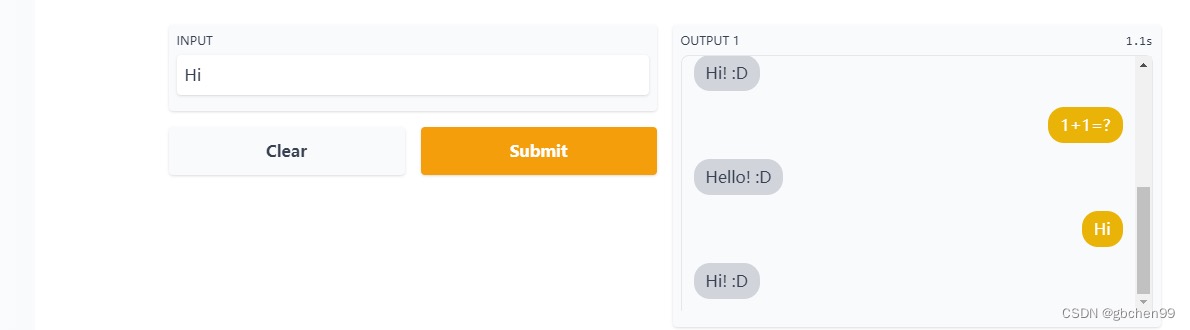 INPUT
Hi
Clear
Submit
OUTPUT 1
1.1s
Hi! :D
1+1=?
Hello! :D
Hi
Hi! :D
CSDN @gbchen99